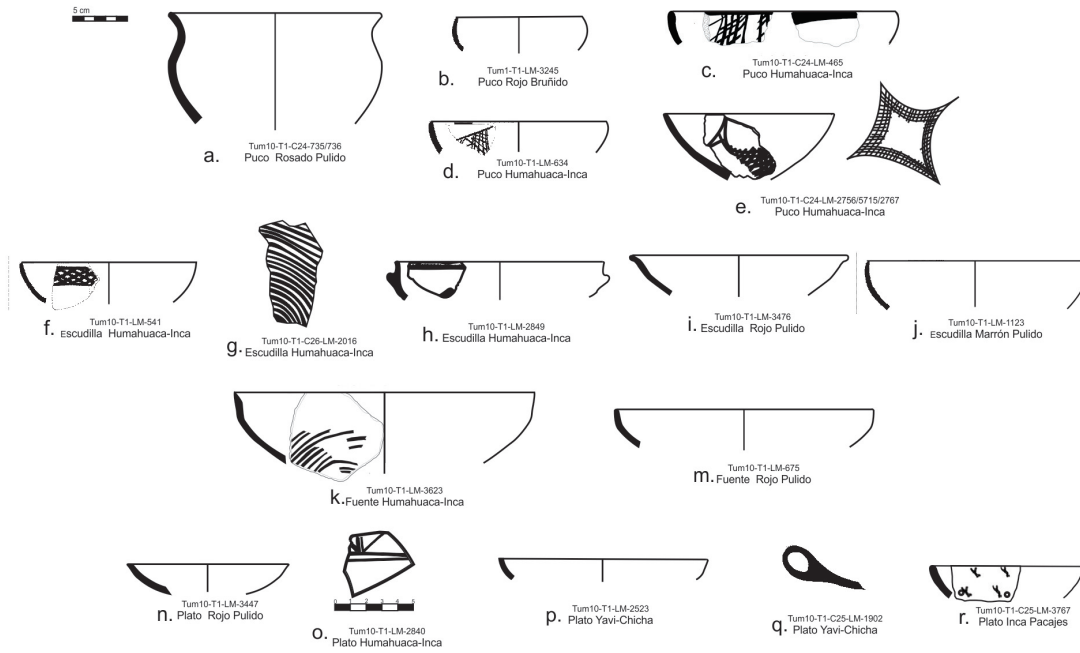 5 cm
a.
Tum10-T1-C24-735/736
Puco Rosado Pulido
b.
Tum1-T1-LM-3245
Puco Rojo Bruñido
c.
Tum10-T1-C24-LM-465
Puco Humahuaca-Inca
d.
Tum10-T1-LM-634
Puco Humahuaca-Inca
e.
Tum10-T1-C24-LM-2756/5715/2767
Puco Humahuaca-Inca
f.
Tum10-T1-LM-541
Escudilla Humahuaca-Inca
g.
Tum10-T1-C26-LM-2016
Escudilla Humahuaca-Inca
h.
Tum10-T1-LM-2849
Escudilla Humahuaca-Inca
i.
Tum10-T1-LM-3476
Escudilla Rojo Pulido
j.
Tum10-T1-LM-1123
Escudilla Marrón Pulido
k.
Tum10-T1-LM-3623
Fuente Humahuaca-Inca
m.
Tum10-T1-LM-675
Fuente Rojo Pulido
n.
Tum10-T1-LM-3447
Plato Rojo Pulido
0 1 2 3 4 5
o.
Tum10-T1-LM-2840
Plato Humahuaca-Inca
p.
Tum10-T1-LM-2523
Plato Yavi-Chicha
q.
Tum10-T1-C25-LM-1902
Plato Yavi-Chicha
r.
Tum10-T1-C25-LM-3767
Plato Inca Pacajes